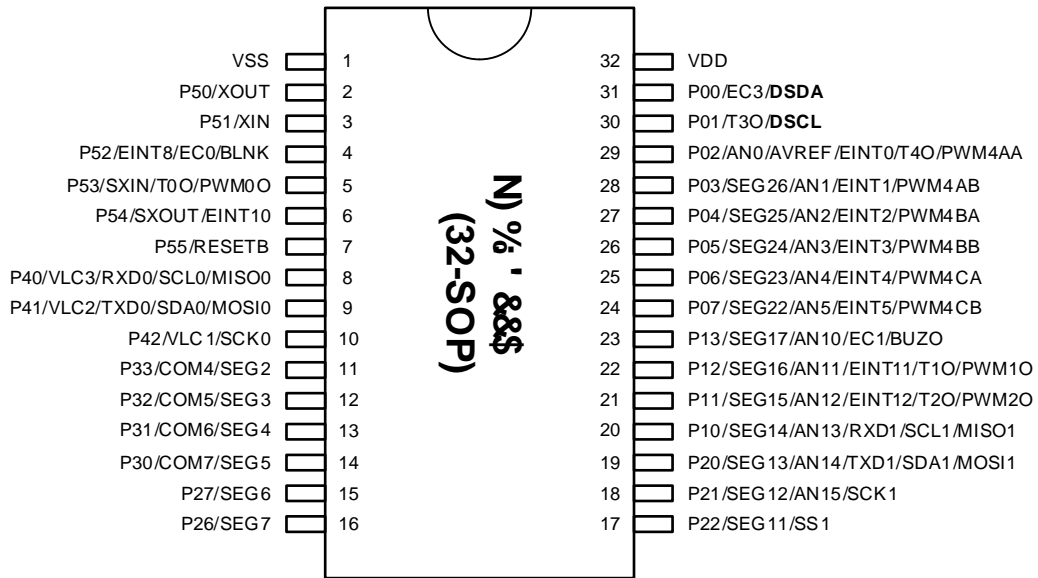 VSS 1
P50/XOUT 2
P51/XIN 3
P52/EINT8/EC0/BLNK 4
P53/SXIN/T0O/PWM0O 5
P54/SXOUT/EINT10 6
P55/RESETB 7
P40/VLC3/RXD0/SCL0/MISO0 8
P41/VLC2/TXD0/SDA0/MOSI0 9
P42/VLC1/SCK0 10
P33/COM4/SEG2 11
P32/COM5/SEG3 12
P31/COM6/SEG4 13
P30/COM7/SEG5 14
P27/SEG6 15
P26/SEG7 16
N) % ' &&$
(32-SOP)
32 VDD
31 P00/EC3/DSDA
30 P01/T3O/DSCL
29 P02/AN0/AVREF/EINT0/T4O/PWM4AA
28 P03/SEG26/AN1/EINT1/PWM4AB
27 P04/SEG25/AN2/EINT2/PWM4BA
26 P05/SEG24/AN3/EINT3/PWM4BB
25 P06/SEG23/AN4/EINT4/PWM4CA
24 P07/SEG22/AN5/EINT5/PWM4CB
23 P13/SEG17/AN10/EC1/BUZO
22 P12/SEG16/AN11/EINT11/T1O/PWM1O
21 P11/SEG15/AN12/EINT12/T2O/PWM2O
20 P10/SEG14/AN13/RXD1/SCL1/MISO1
19 P20/SEG13/AN14/TXD1/SDA1/MOSI1
18 P21/SEG12/AN15/SCK1
17 P22/SEG11/SS1